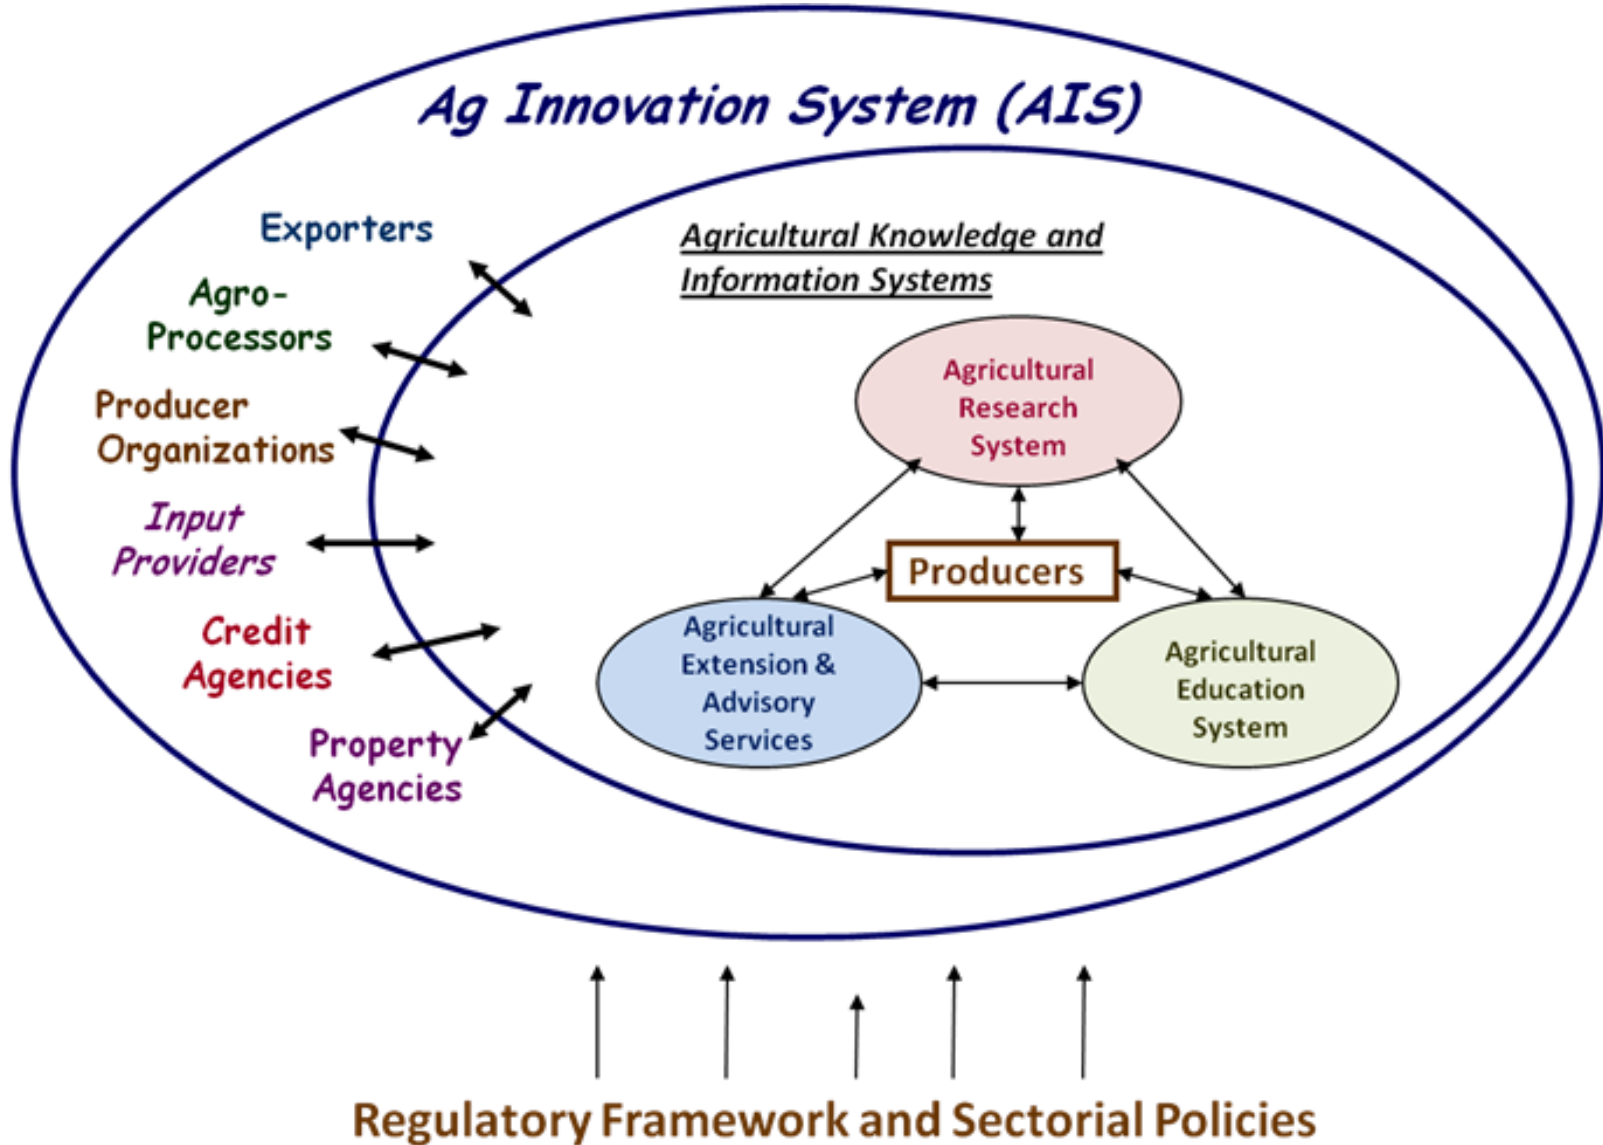 Ag Innovation System (AIS)
Exporters
Agro-
Processors
Producer
Organizations
Input
Providers
Credit
Agencies
Property
Agencies
Agricultural Knowledge and
Information Systems
Agricultural
Research
System
Producers
Agricultural
Extension &
Advisory
Services
Agricultural
Education
System
Regulatory Framework and Sectorial Policies